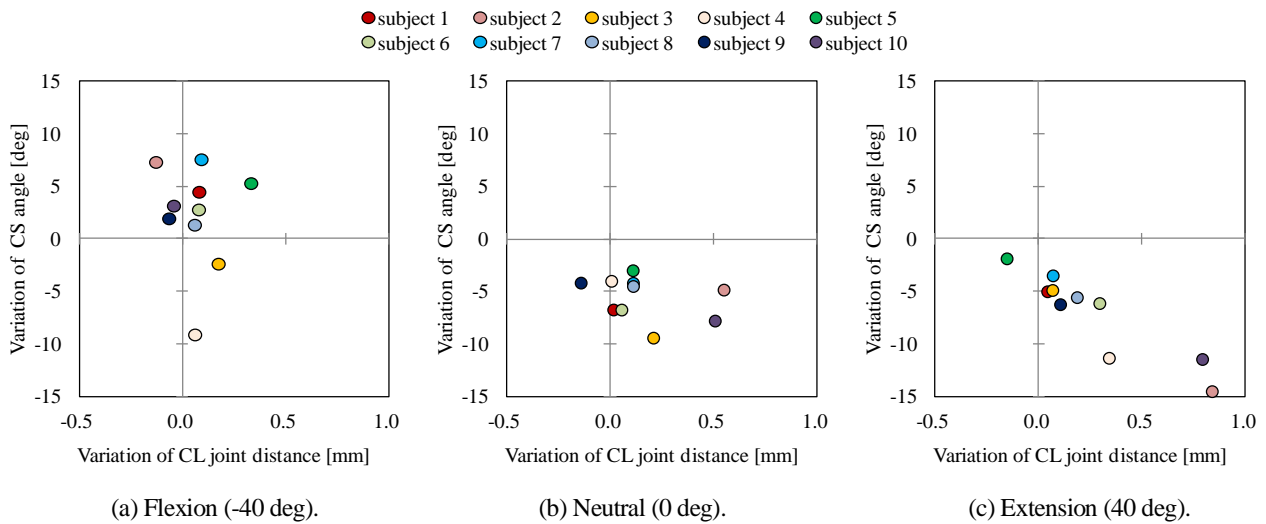 subject 1 subject 2 subject 3 subject 4 subject 5
subject 6 subject 7 subject 8 subject 9 subject 10
15
10
5
0
-5
-10
-15
-0.5 0.0 0.5 1.0
Variation of CS angle [deg]
Variation of CL joint distance [mm]
(a) Flexion (-40 deg).
15
10
5
0
-5
-10
-15
-0.5 0.0 0.5 1.0
Variation of CS angle [deg]
Variation of CL joint distance [mm]
(b) Neutral (0 deg).
15
10
5
0
-5
-10
-15
-0.5 0.0 0.5 1.0
Variation of CS angle [deg]
Variation of CL joint distance [mm]
(c) Extension (40 deg).